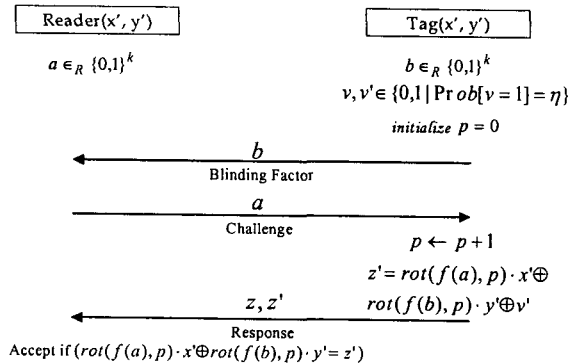 Reader(x′, y′) Tag(x′, y′)
a ∈_R {0,1}^k b ∈_R {0,1}^k
ν, ν' ∈ {0,1 | Prob[ν = 1] = η}
initialize p = 0
b
Blinding Factor
a
Challenge
p ← p+1
z' = rot(f(a), p) · x'⊕
z, z' rot(f(b), p) · y'⊕ν'
Response
Accept if (rot(f(a), p) · x'⊕rot(f(b), p) · y'= z')